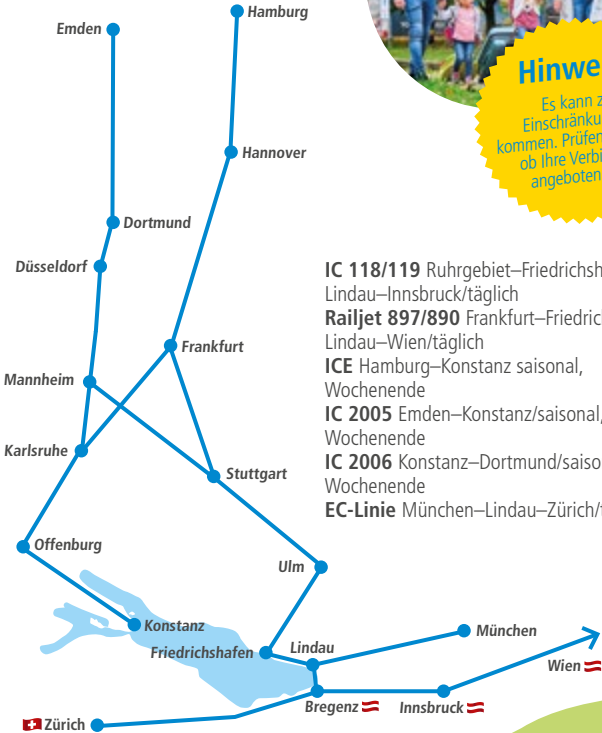 Hamburg
Emden
Hannover
Dortmund
Düsseldorf
Frankfurt
Mannheim
Karlsruhe
Stuttgart
Offenburg
Ulm
Konstanz
Friedrichshafen
Lindau
München
Wien
Bregenz
Innsbruck
Zürich
Es kann
Einschränku
kommen. Prüfen
ob Ihre Verbi
angeboten
IC 118/119 Ruhrgebiet–Friedrichsh
Lindau–Innsbruck/täglich
Railjet 897/890 Frankfurt–Friedric
Lindau–Wien/täglich
ICE Hamburg–Konstanz saisonal,
Wochenende
IC 2005 Emden–Konstanz/saisonal,
Wochenende
IC 2006 Konstanz–Dortmund/saiso
Wochenende
EC-Linie München–Lindau–Zürich/